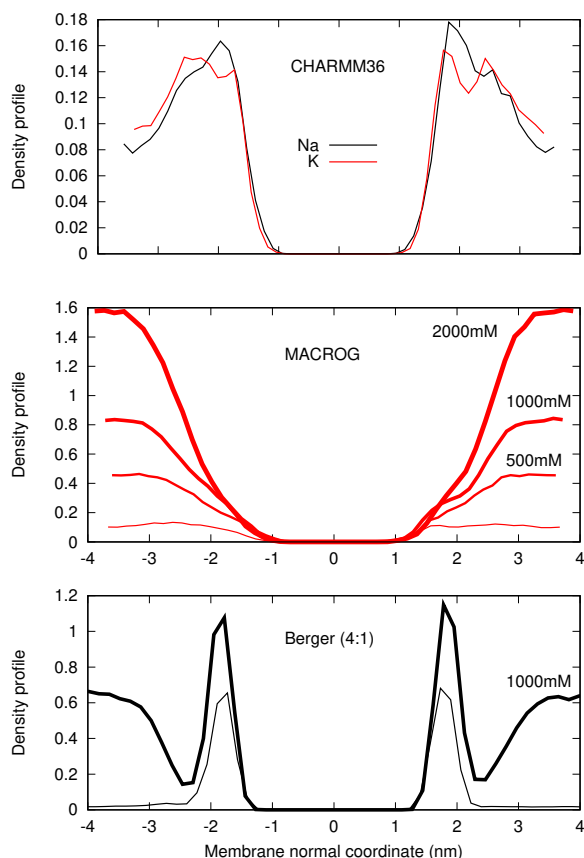 0.18
0.16
0.14
0.12
0.1
0.08
0.06
0.04
0.02
0
Density profile
CHARMM36
Na
K
1.6
1.4
1.2
1
0.8
0.6
0.4
0.2
0
Density profile
MACROG
2000mM
1000mM
500mM
-4 -3 -2 -1 0 1 2 3 4
1.2
1
0.8
0.6
0.4
0.2
0
Density profile
Berger (4:1)
1000mM
-4 -3 -2 -1 0 1 2 3 4
Membrane normal coordinate (nm)